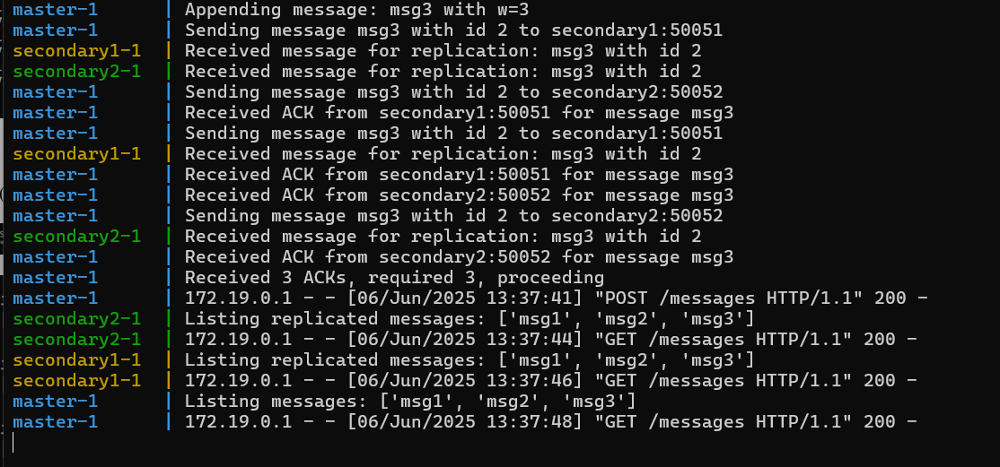 master-1 | Appending message: msg3 with w=3
master-1 | Sending message msg3 with id 2 to secondary1:50051
secondary1-1 | Received message for replication: msg3 with id 2
secondary2-1 | Received message for replication: msg3 with id 2
master-1 | Sending message msg3 with id 2 to secondary2:50052
master-1 | Received ACK from secondary1:50051 for message msg3
master-1 | Sending message msg3 with id 2 to secondary1:50051
secondary1-1 | Received message for replication: msg3 with id 2
master-1 | Received ACK from secondary1:50051 for message msg3
master-1 | Received ACK from secondary2:50052 for message msg3
master-1 | Sending message msg3 with id 2 to secondary2:50052
secondary2-1 | Received message for replication: msg3 with id 2
master-1 | Received ACK from secondary2:50052 for message msg3
master-1 | Received 3 ACKs, required 3, proceeding
master-1 | 172.19.0.1 - - [06/Jun/2025 13:37:41] "POST /messages HTTP/1.1" 200 -
secondary2-1 | Listing replicated messages: ['msg1', 'msg2', 'msg3']
secondary2-1 | 172.19.0.1 - - [06/Jun/2025 13:37:44] "GET /messages HTTP/1.1" 200 -
secondary1-1 | Listing replicated messages: ['msg1', 'msg2', 'msg3']
secondary1-1 | 172.19.0.1 - - [06/Jun/2025 13:37:46] "GET /messages HTTP/1.1" 200 -
master-1 | Listing messages: ['msg1', 'msg2', 'msg3']
master-1 | 172.19.0.1 - - [06/Jun/2025 13:37:48] "GET /messages HTTP/1.1" 200 -